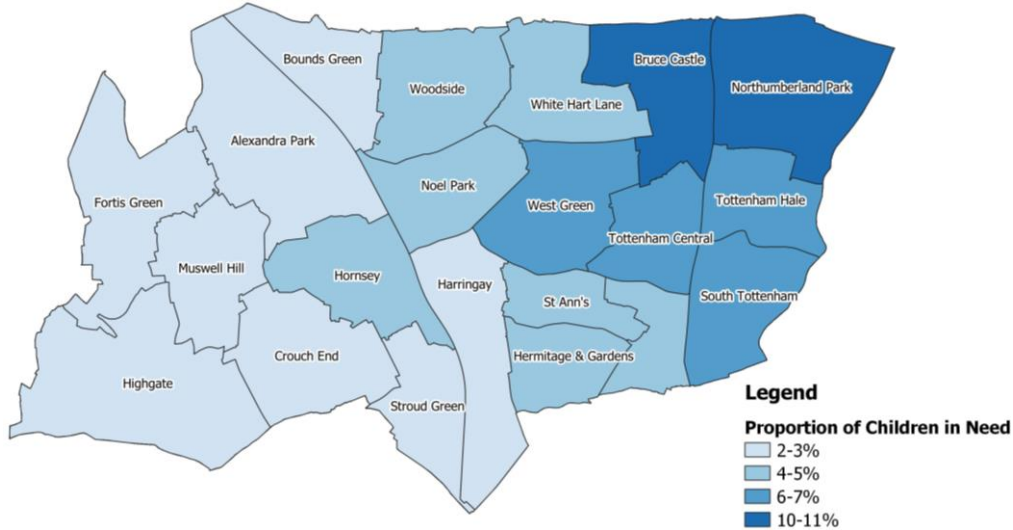 Bounds Green
Bruce Castle
Woodside
Northumberland Park
White Hart Lane
Alexandra Park
Noel Park
Fortis Green
West Green
Tottenham Hale
Tottenham Central
Muswell Hill
Hornsey
Harringay
South Tottenham
St Ann's
Crouch End
Hermitage & Gardens
Highgate
Stroud Green
Legend
Proportion of Children in Need
2-3%
4-5%
6-7%
10-11%